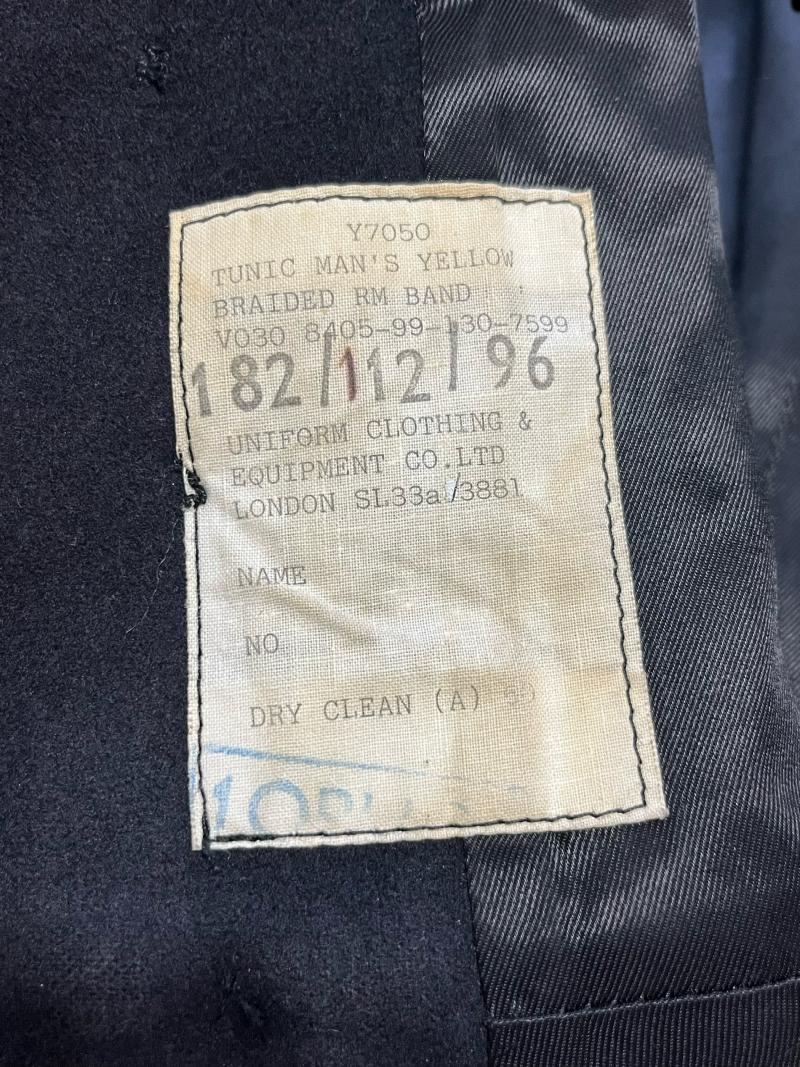 Y7050
TUNIC MAN'S YELLOW
BRAIDED RM BAND
V030 8405-99-130-7599
182/112/96
UNIFORM CLOTHING &
EQUIPMENT CO.LTD
LONDON SL33a/3881
NAME
NO
DRY CLEAN (A)